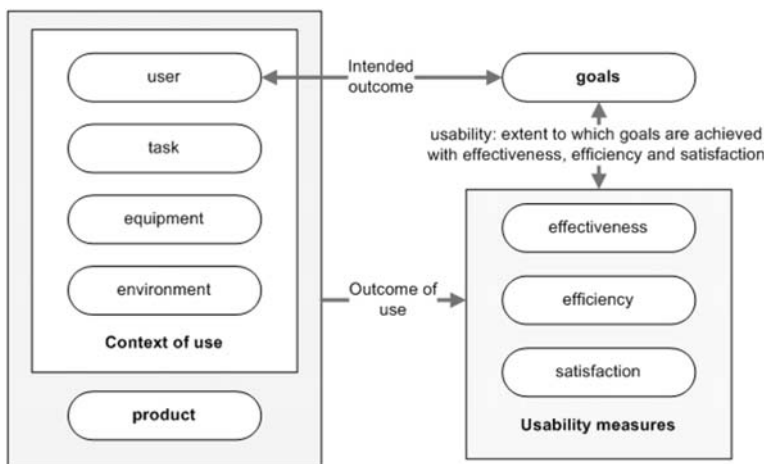 user
task
equipment
environment
Context of use
product
Intended
outcome
Outcome of
use
goals
usability: extent to which goals are achieved
with effectiveness, efficiency and satisfaction
effectiveness
efficiency
satisfaction
Usability measures